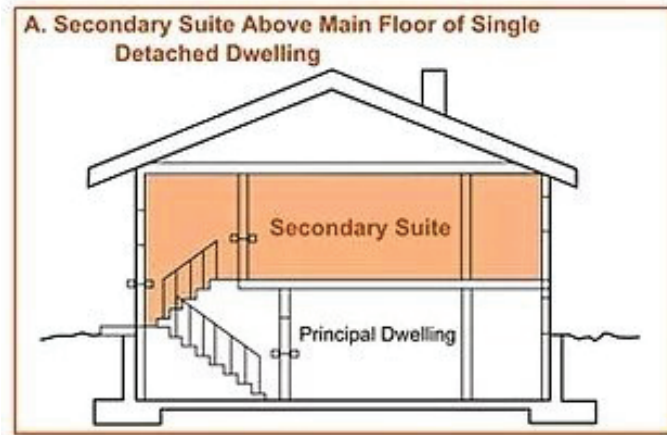 A. Secondary Suite Above Main Floor of Single
Detached Dwelling
Secondary Suite
Principal Dwelling